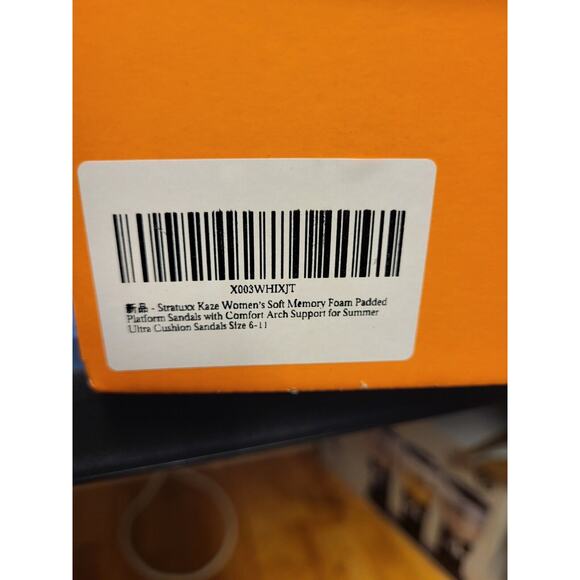 X003WHIXJT
新品 - Stratuxx Kaze Women's Soft Memory Foam Padded
Platform Sandals with Comfort Arch Support for Summer
Ultra Cushion Sandals Size 6-11